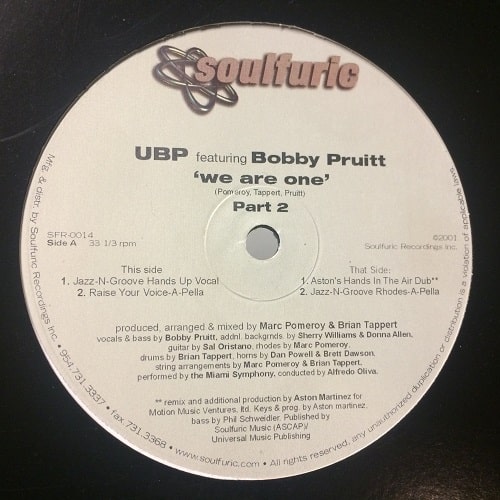 soulfuric
UBP featuring Bobby Pruitt
'we are one'
(Pomeroy, Tappert, Pruitt)
Part 2
SFR-0014
Side A 33 1/3 rpm
©2001
Soulfuric Recordings Inc.
This side
1. Jazz-N-Groove Hands Up Vocal
2. Raise Your Voice-A-Pella
That Side:
1. Aston's Hands In The Air Dub**
2. Jazz-N-Groove Rhodes-A-Pella
produced, arranged & mixed by Marc Pomeroy & Brian Tappert
vocals & bass by Bobby Pruitt, addnl. backgrnds. by Sherry Williams & Donna Allen,
guitar by Sal Oristano, rhodes by Marc Pomeroy,
drums by Brian Tappert, horns by Dan Powell & Brett Dawson,
string arrangements by Marc Pomeroy & Brian Tappert,
performed by the Miami Symphony, conducted by Alfredo Oliva.
** remix and additional production by Aston Martinez for
Motion Music Ventures, ltd. Keys & prog. by Aston martinez,
bass by Phil Schweidler. Published by
Soulfuric Music (ASCAP)/
Universal Music Publishing
Mfg. & distr. by Soulfuric Recordings Inc. • 954.731.3337 • fax 731.3368 • www.soulfuric.com • All rights reserved, any unauthorized duplication or distribution is a violation of applicable laws